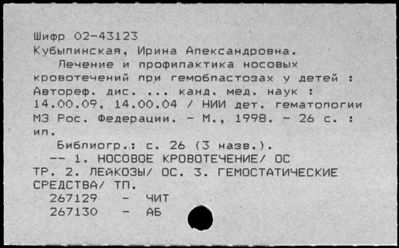 Шифр 02-43123
Кубылинская, Ирина Александровна.
Лечение и профилактика носовых
кровотечений при гемобластозах у детей :
Автореф. дис. ... канд. мед. наук :
14.00.09, 14.00.04 / НИИ дет. гематологии
МЗ Рос. Федерации. - М., 1998. - 26 с. :
ил.
Библиогр.: с. 26 (3 назв.).
-- 1. НОСОВОЕ КРОВОТЕЧЕНИЕ/ ОС
ТР. 2. ЛЕЙКОЗЫ/ ОС. 3. ГЕМОСТАТИЧЕСКИЕ
СРЕДСТВА/ ТП.
267129 - ЧИТ
267130 - АБ